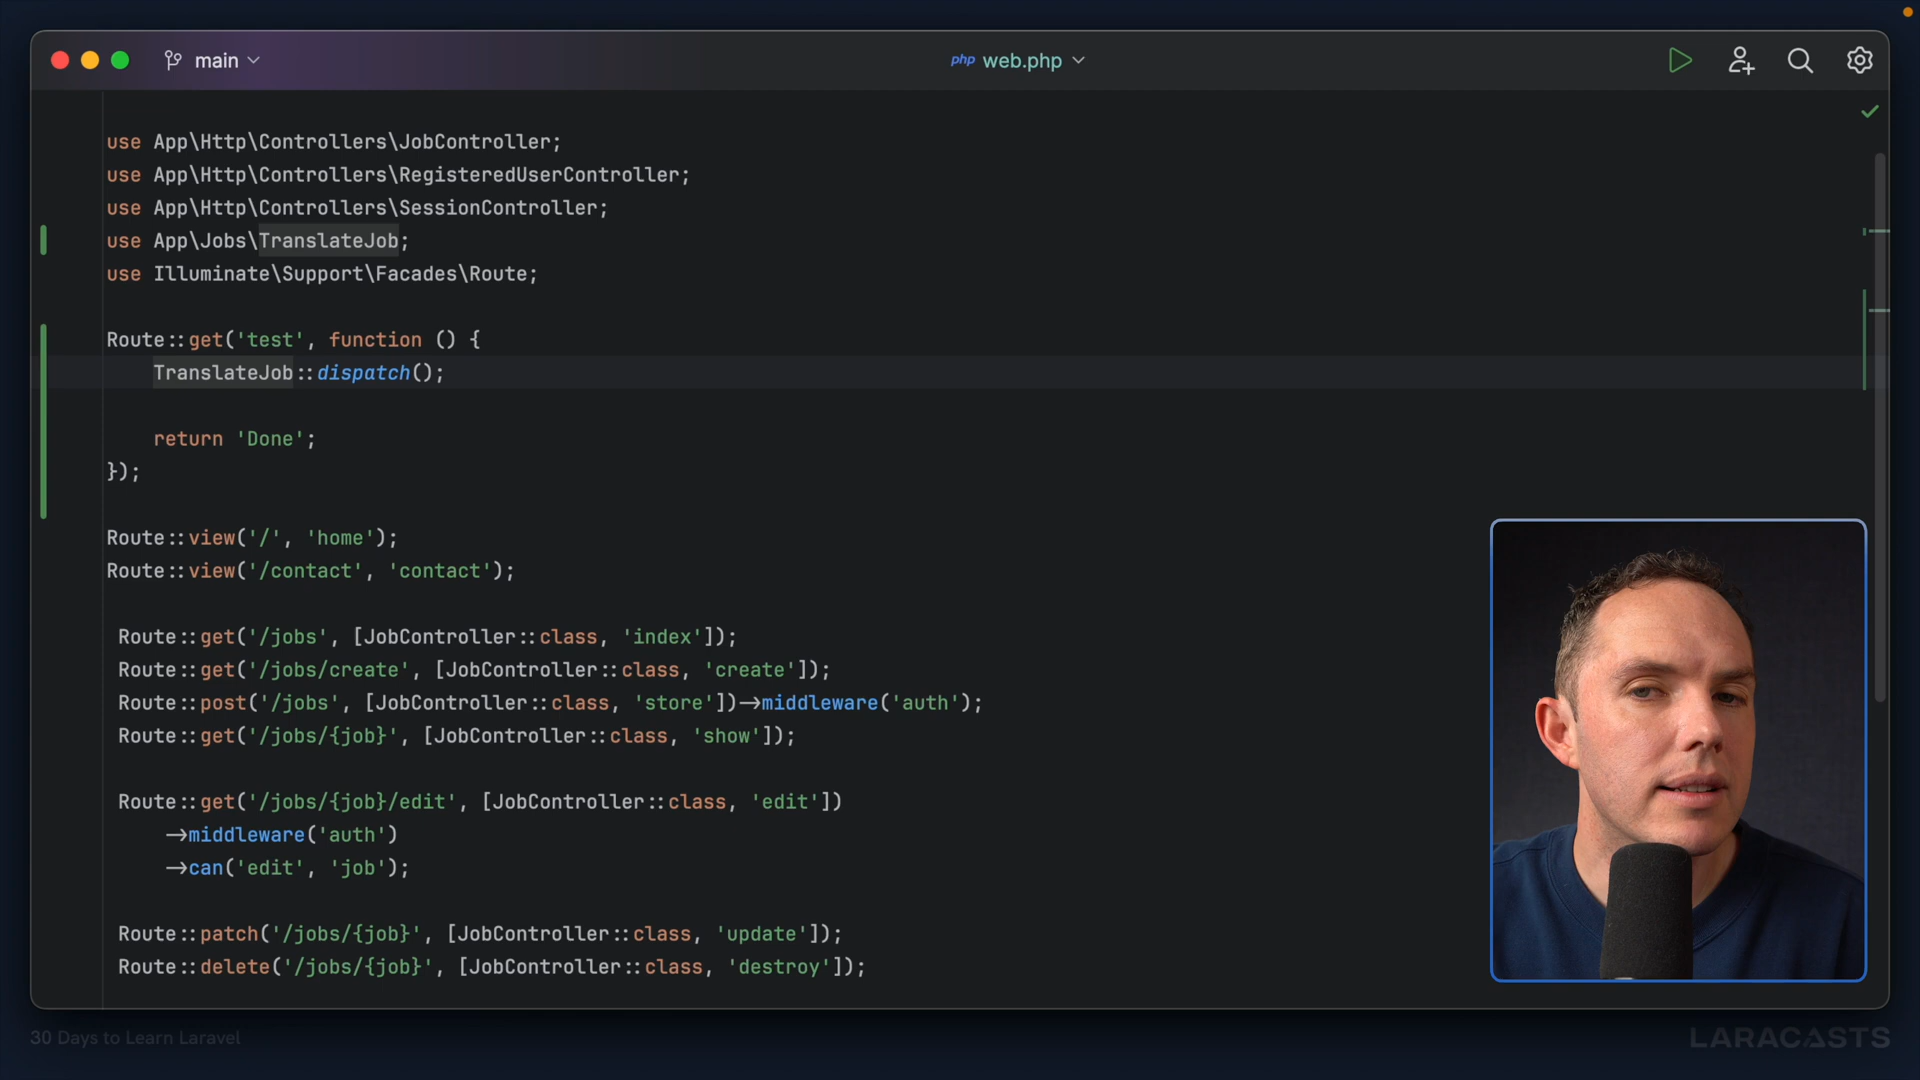 main
php web.php
use App\Http\Controllers\JobController;
use App\Http\Controllers\RegisteredUserController;
use App\Http\Controllers\SessionController;
use App\Jobs\TranslateJob;
use Illuminate\Support\Facades\Route;
Route::get('test', function () {
TranslateJob::dispatch();
return 'Done';
});
Route::view('/', 'home');
Route::view('/contact', 'contact');
Route::get('/jobs', [JobController::class, 'index']);
Route::get('/jobs/create', [JobController::class, 'create']);
Route::post('/jobs', [JobController::class, 'store'])->middleware('auth');
Route::get('/jobs/{job}', [JobController::class, 'show']);
Route::get('/jobs/{job}/edit', [JobController::class, 'edit'])
->middleware('auth')
->can('edit', 'job');
Route::patch('/jobs/{job}', [JobController::class, 'update']);
Route::delete('/jobs/{job}', [JobController::class, 'destroy']);
30 Days to Learn Laravel
LARACASTS